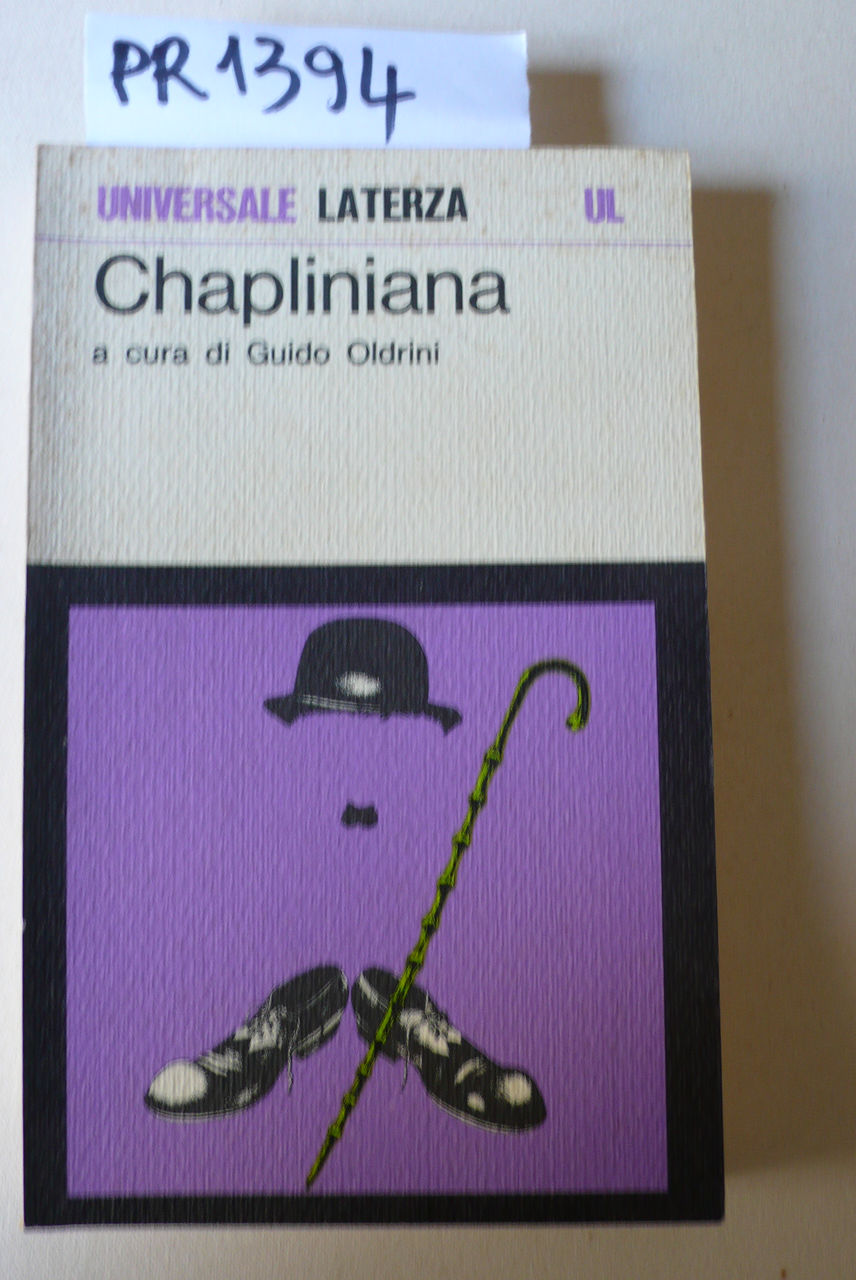 PR1394
UNIVERSALE LATERZA UL
Chapliniana
a cura di Guido Oldrini